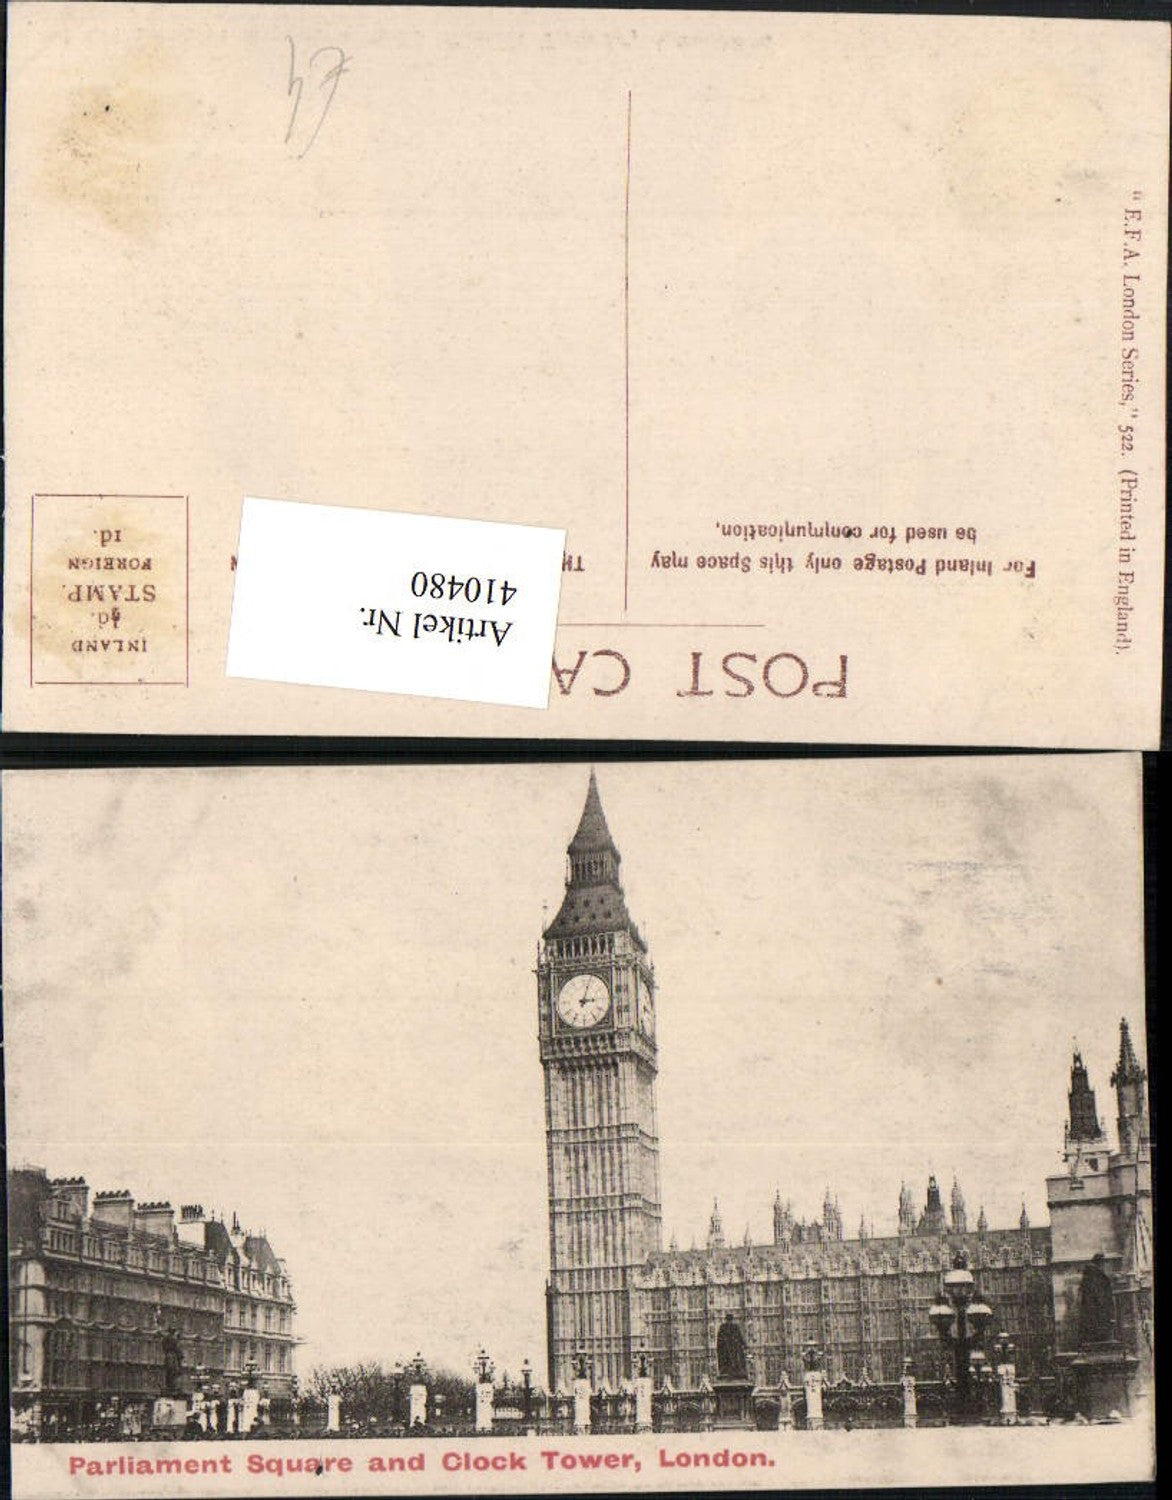 POST CA
TH
N
For Inland Postage only this Space may
be used for communication.
INLAND
½d.
STAMP.
FOREIGN
1d.
Artikel Nr.
410480
"E.F.A. London Series," 522. (Printed in England).
Parliament Square and Clock Tower, London.